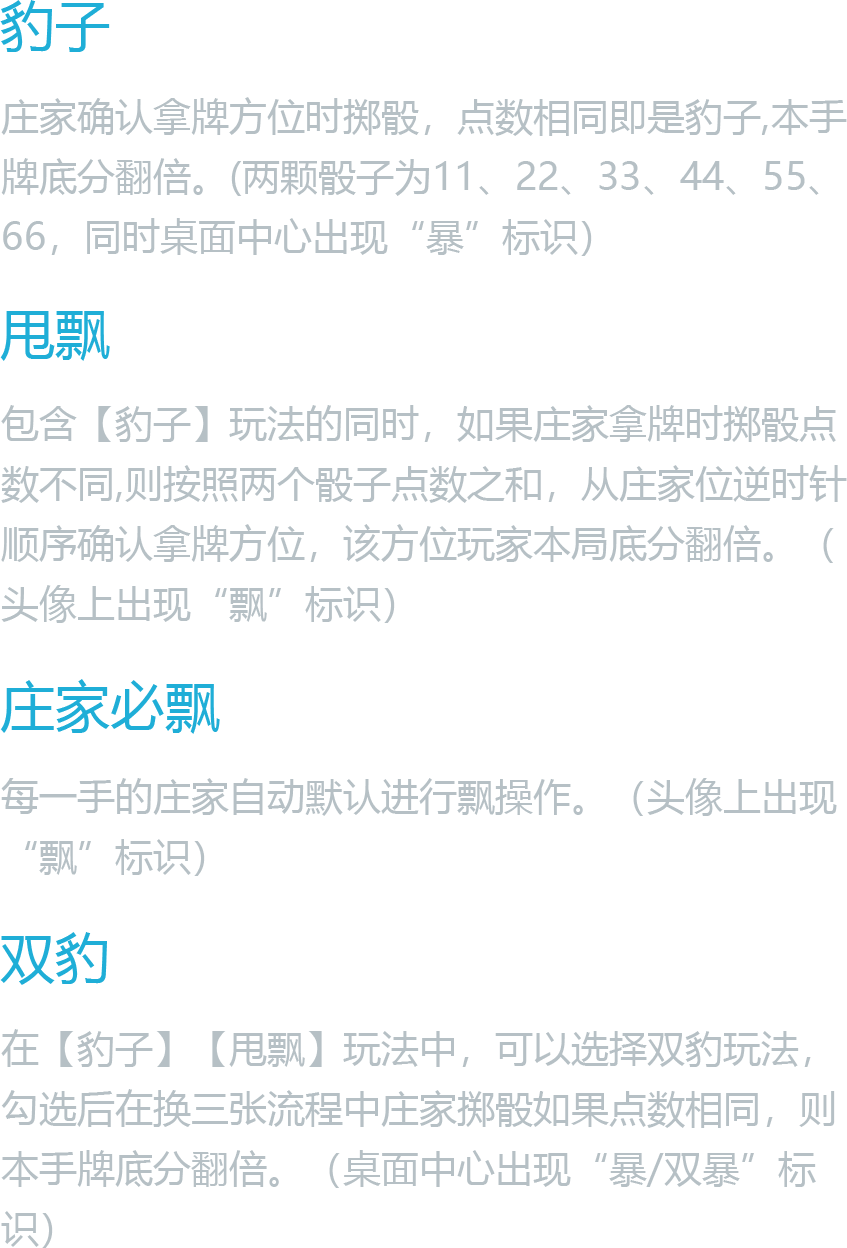 豹子
庄家确认拿牌方位时掷骰，点数相同即是豹子,本手
牌底分翻倍。(两颗骰子为11、22、33、44、55、
66，同时桌面中心出现“暴”标识）
甩飘
包含【豹子】玩法的同时，如果庄家拿牌时掷骰点
数不同,则按照两个骰子点数之和，从庄家位逆时针
顺序确认拿牌方位，该方位玩家本局底分翻倍。（
头像上出现“飘”标识）
庄家必飘
每一手的庄家自动默认进行飘操作。（头像上出现
“飘”标识）
双豹
在【豹子】【甩飘】玩法中，可以选择双豹玩法，
勾选后在换三张流程中庄家掷骰如果点数相同，则
本手牌底分翻倍。（桌面中心出现“暴/双暴”标
识）